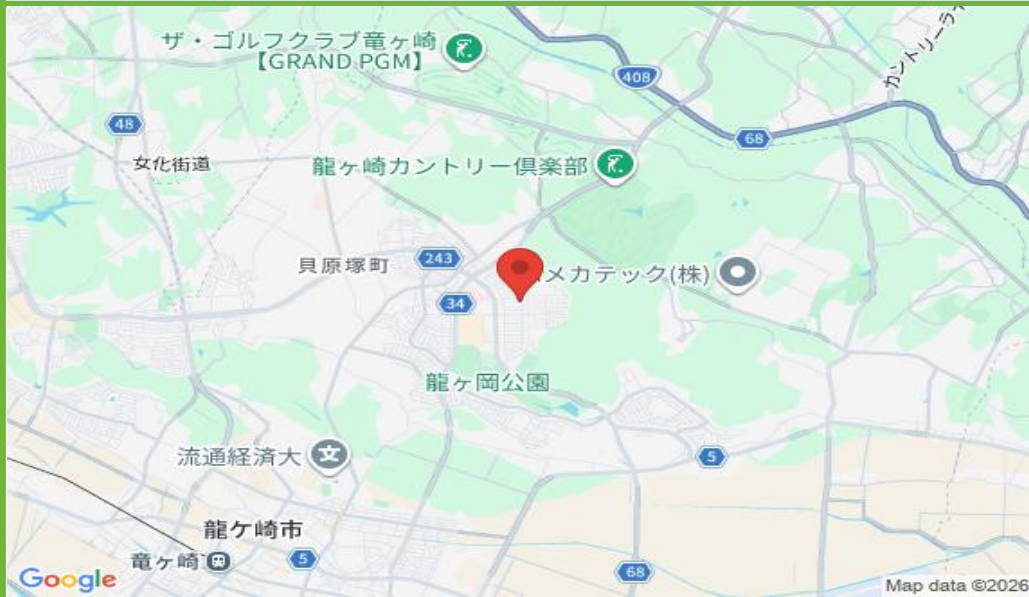 ザ・ゴルフクラブ竜ヶ崎
【GRAND PGM】
408
カントリーラ
48
68
女化街道
龍ヶ崎カントリー倶楽部
貝原塚町
243
メカテック(株)
34
龍ヶ岡公園
流通経済大
5
龍ケ崎市
竜ヶ崎
5
68
Google
Map data ©2026